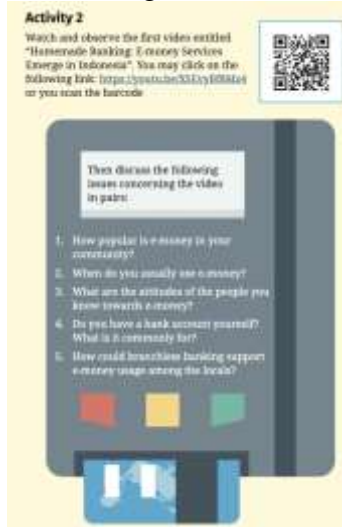 Activity 2
Watch and observe the first video entitled
"Homemade Banking: E-money Services
Emerge in Indonesia". You may click on the
following link:
or you scan the barcode
Then discuss the following
issues concerning the video
in pairs:
1. How popular is e-money in your
community?
2. When do you usually use e-money?
3. What are the attitudes of the people you
know towards e-money?
4. Do you have a bank account yourself?
What is it commonly for?
5. How could branchless banking support
e-money usage among the locals?